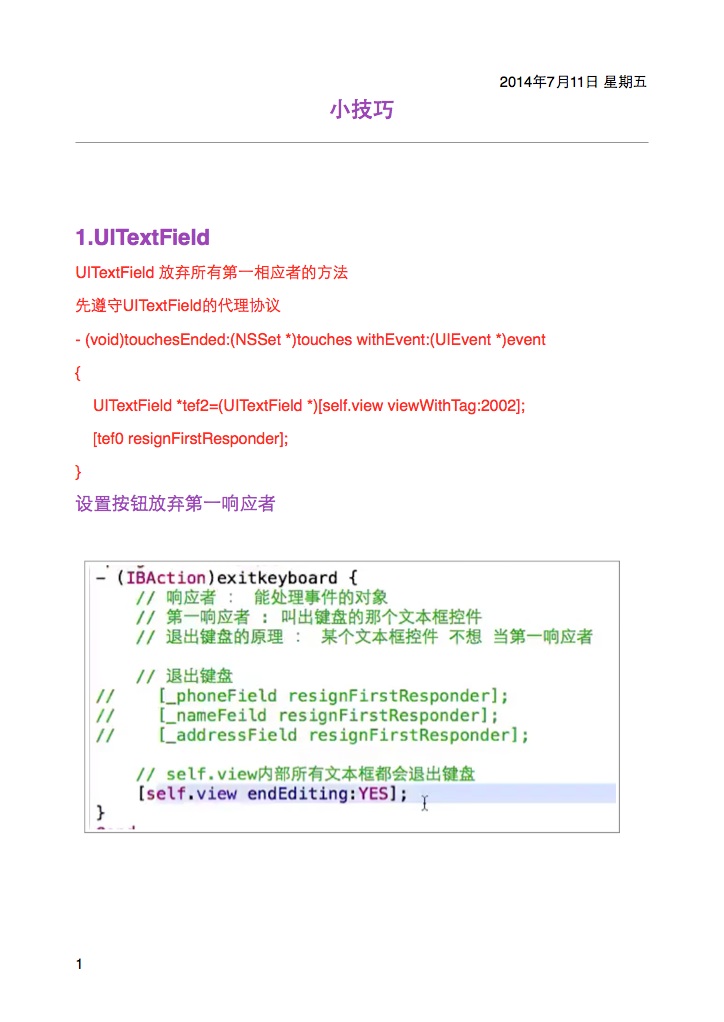 2014年7月11日 星期五
小技巧
1.UITextField
UITextField 放弃所有第一相应者的方法
先遵守UITextField的代理协议
- (void)touchesEnded:(NSSet *)touches withEvent:(UIEvent *)event
{
UITextField *tef2=(UITextField *)[self.view viewWithTag:2002];
[tef0 resignFirstResponder];
}
设置按钮放弃第一响应者
- (IBAction)exitkeyboard {
// 响应者 : 能处理事件的对象
// 第一响应者 : 叫出键盘的那个文本框控件
// 退出键盘的原理 : 某个文本框控件 不想 当第一响应者
// 退出键盘
// [_phoneField resignFirstResponder];
// [_nameFeild resignFirstResponder];
// [_addressField resignFirstResponder];
// self.view内部所有文本框都会退出键盘
[self.view endEditing:YES];
}
1